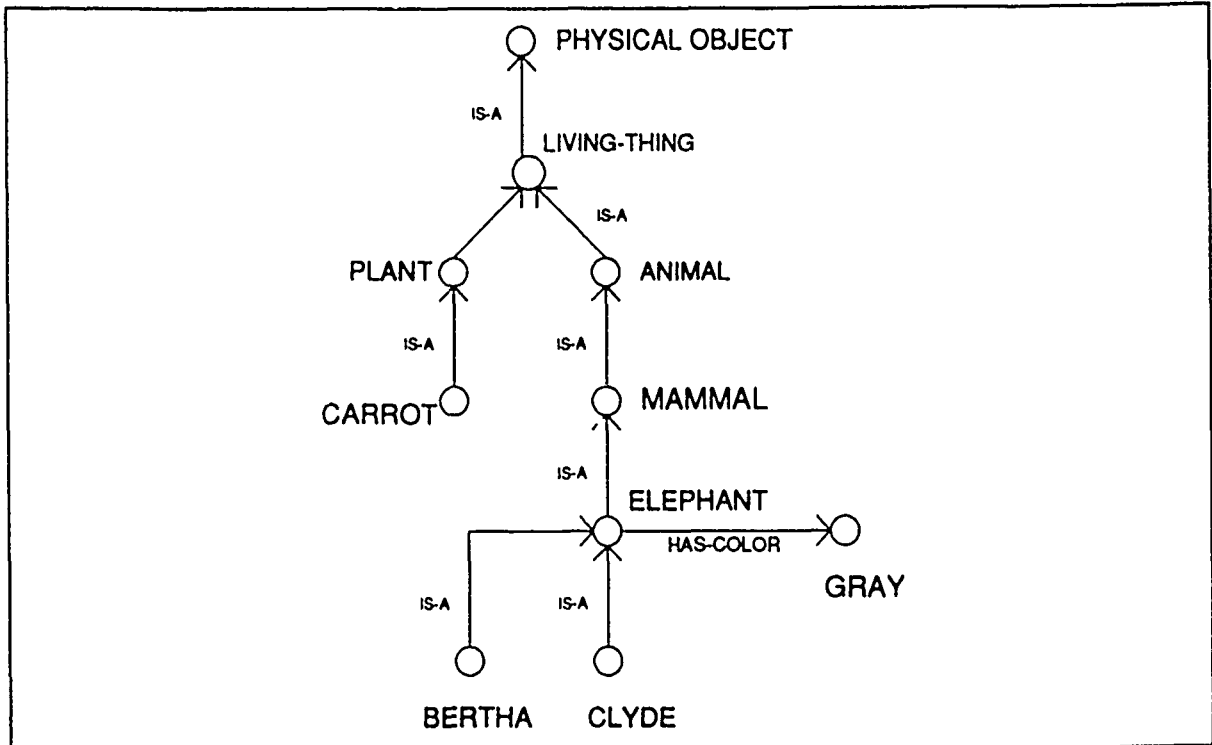 PHYSICAL OBJECT
IS-A
LIVING-THING
IS-A
PLANT
ANIMAL
IS-A
IS-A
CARROT
MAMMAL
IS-A
ELEPHANT
HAS-COLOR
GRAY
IS-A
IS-A
BERTHA
CLYDE